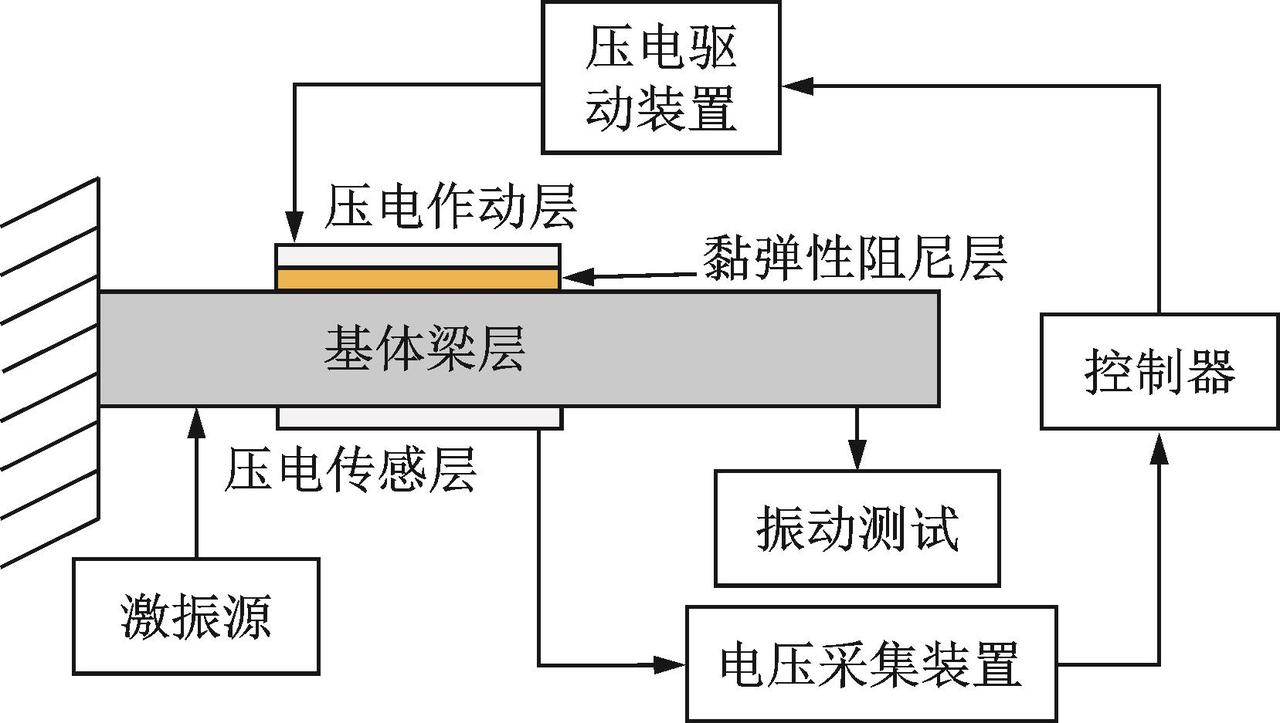 压电驱
动装置
压电作动层
黏弹性阻尼层
基体梁层
控制器
压电传感层
振动测试
激振源
电压采集装置